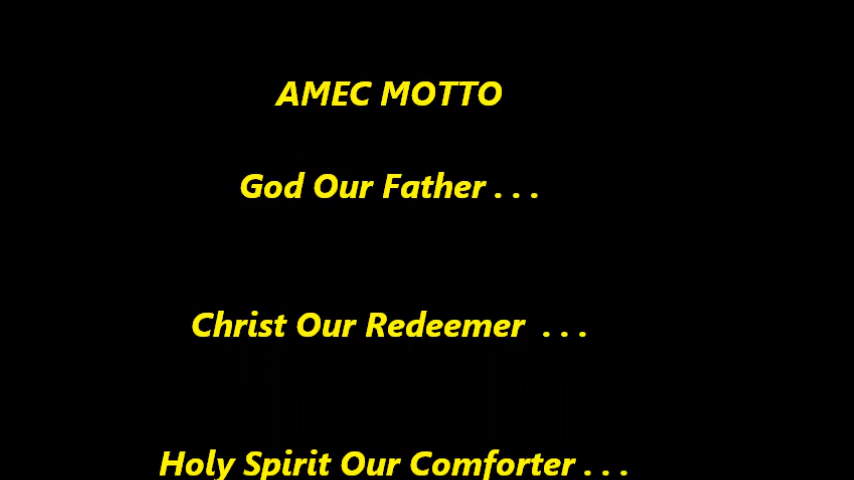 AMEC MOTTO
God Our Father . . .
Christ Our Redeemer  . . .
Holy Spirit Our Comforter . . .